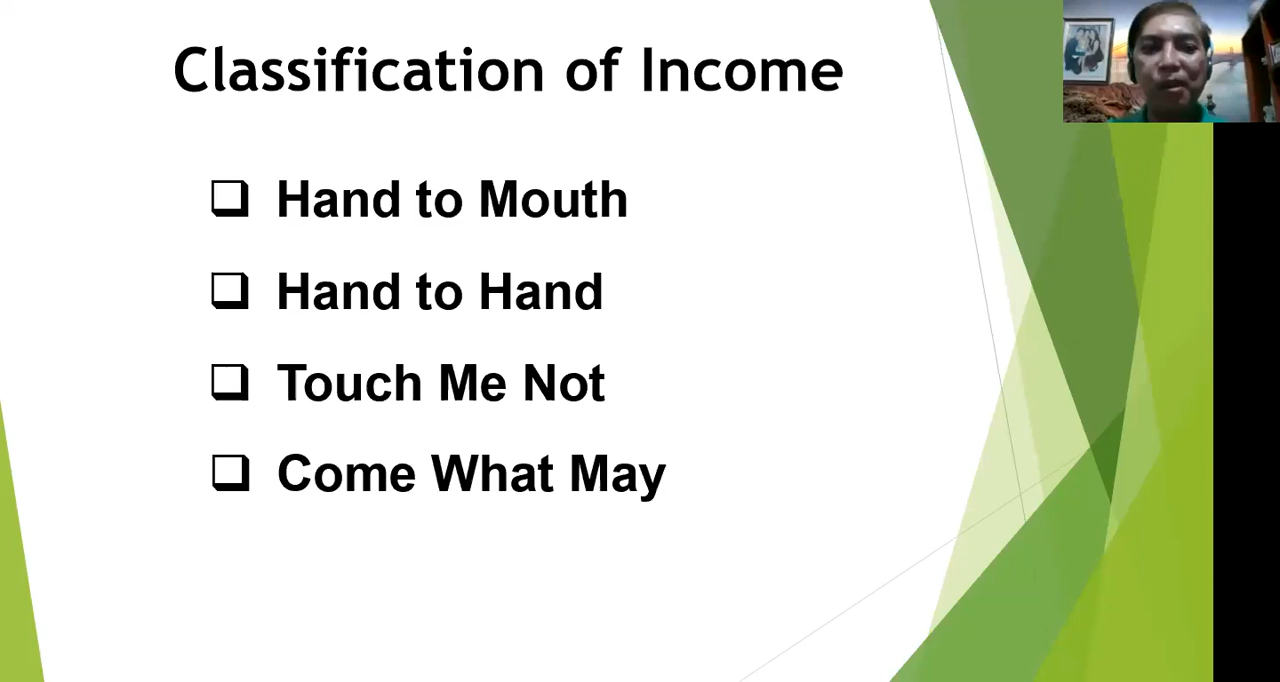 Classification of Income
Hand to Mouth
Hand to Hand
Touch Me Not
Come What May